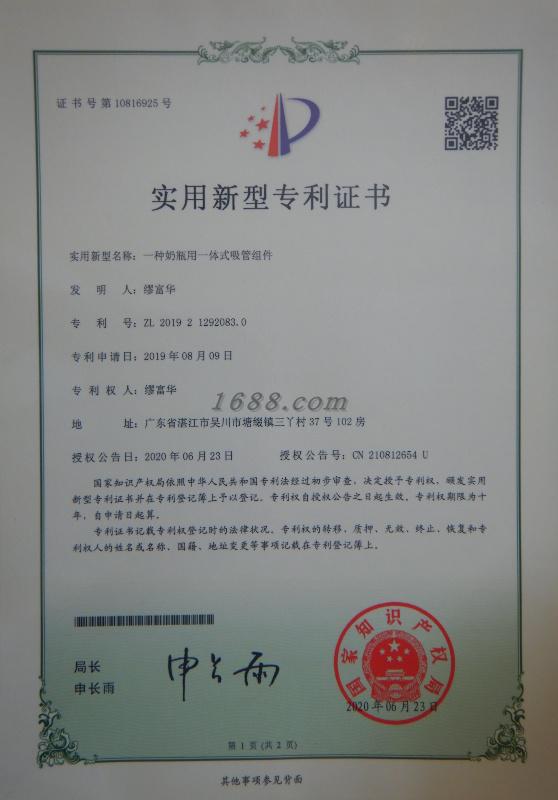 证书号第10816925号
实用新型专利证书
实用新型名称：一种奶瓶用一体式吸管组件
发明人：缪富华
专利号：ZL 2019 2 1292083.0
专利申请日：2019年08月09日
专利权人：缪富华
1688.com
地址：广东省湛江市吴川市塘㙍镇三丫村37号102房
授权公告日：2020年06月23日 授权公告号：CN 210812654 U
国家知识产权局依照中华人民共和国专利法经过初步审查，决定授予专利权，颁发实用
新型专利证书并在专利登记簿上予以登记。专利权自授权公告之日起生效。专利权期限为十
年，自申请日起算。
专利证书记载专利权登记时的法律状况。专利权的转移、质押、无效、终止、恢复和专
利权人的姓名或名称、国籍、地址变更等事项记载在专利登记簿上。
局长
申长雨
申长雨
国家知识产权局
2020年06月23日
第1页(共2页)
其他事项参见背面